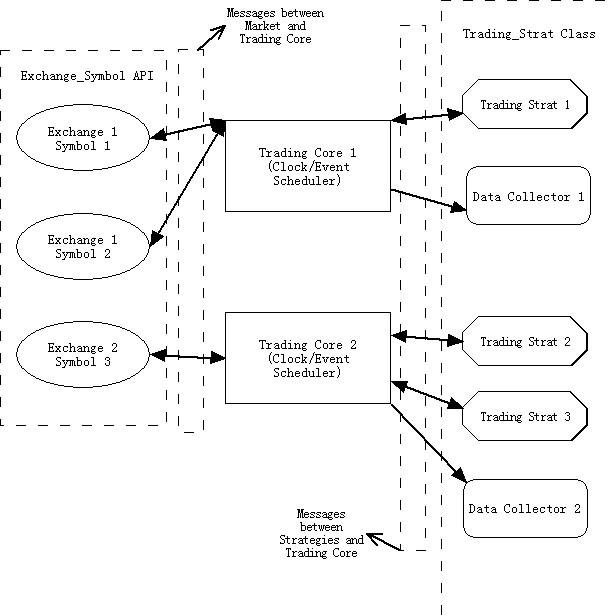 Messages between
Market and
Trading Core
Trading_Strat Class
Exchange_Symbol API
Trading Strat 1
Exchange 1
Symbol 1
Trading Core 1
(Clock/Event
Scheduler)
Data Collector 1
Exchange 1
Symbol 2
Exchange 2
Symbol 3
Trading Core 2
(Clock/Event
Scheduler)
Trading Strat 2
Trading Strat 3
Data Collector 2
Messages
between
Strategies and
Trading Core